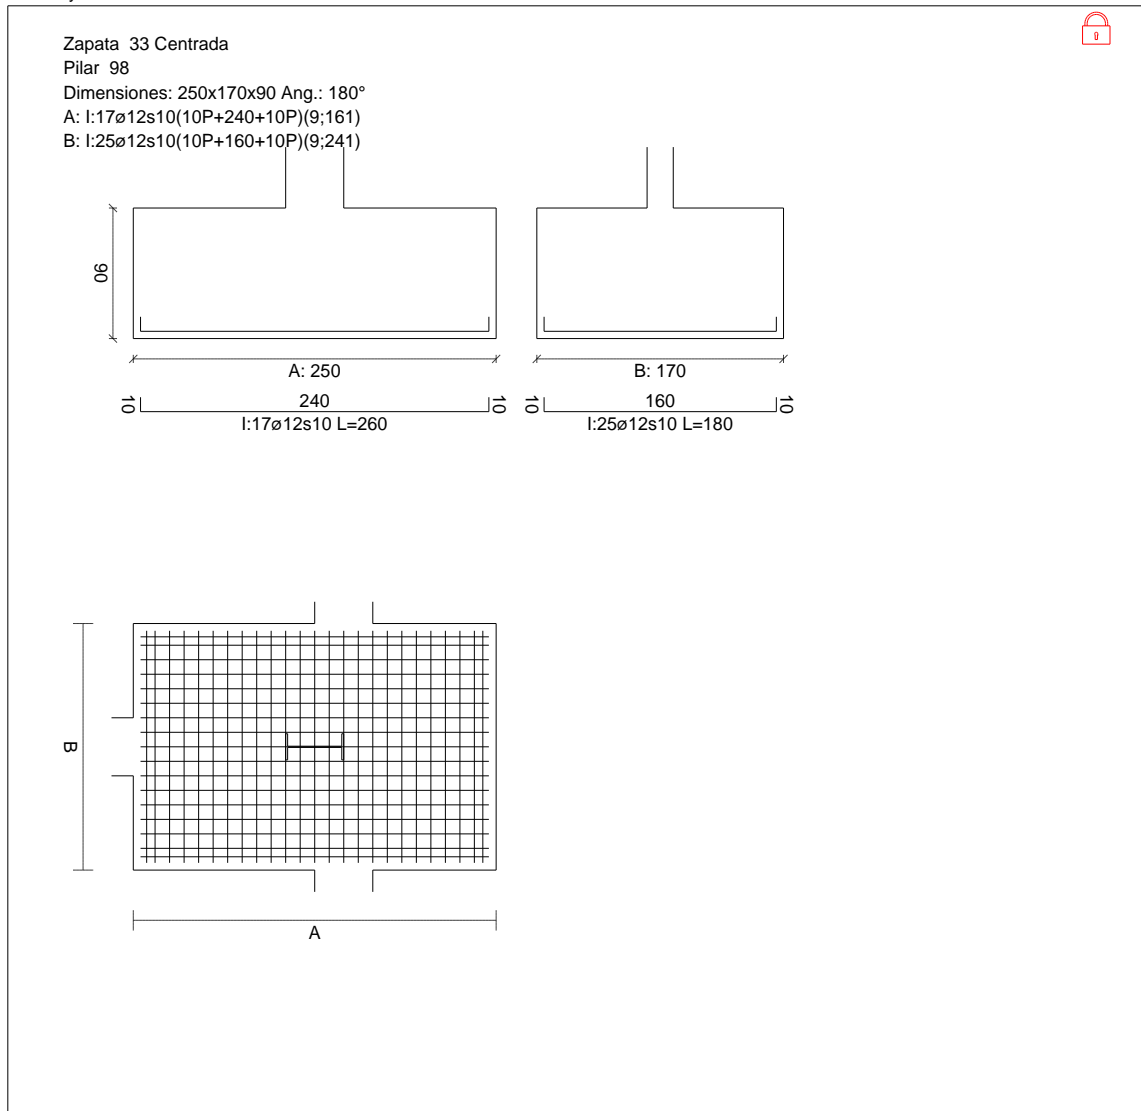 Zapata  33 Centrada
Pilar  98
Dimensiones: 250x170x90 Ang.: 180°
A: I:17ø12s10(10P+240+10P)(9;161)
B: I:25ø12s10(10P+160+10P)(9;241)
90
A: 250
B: 170
10 240 10
10 160 10
I:17ø12s10 L=260
I:25ø12s10 L=180
B
A